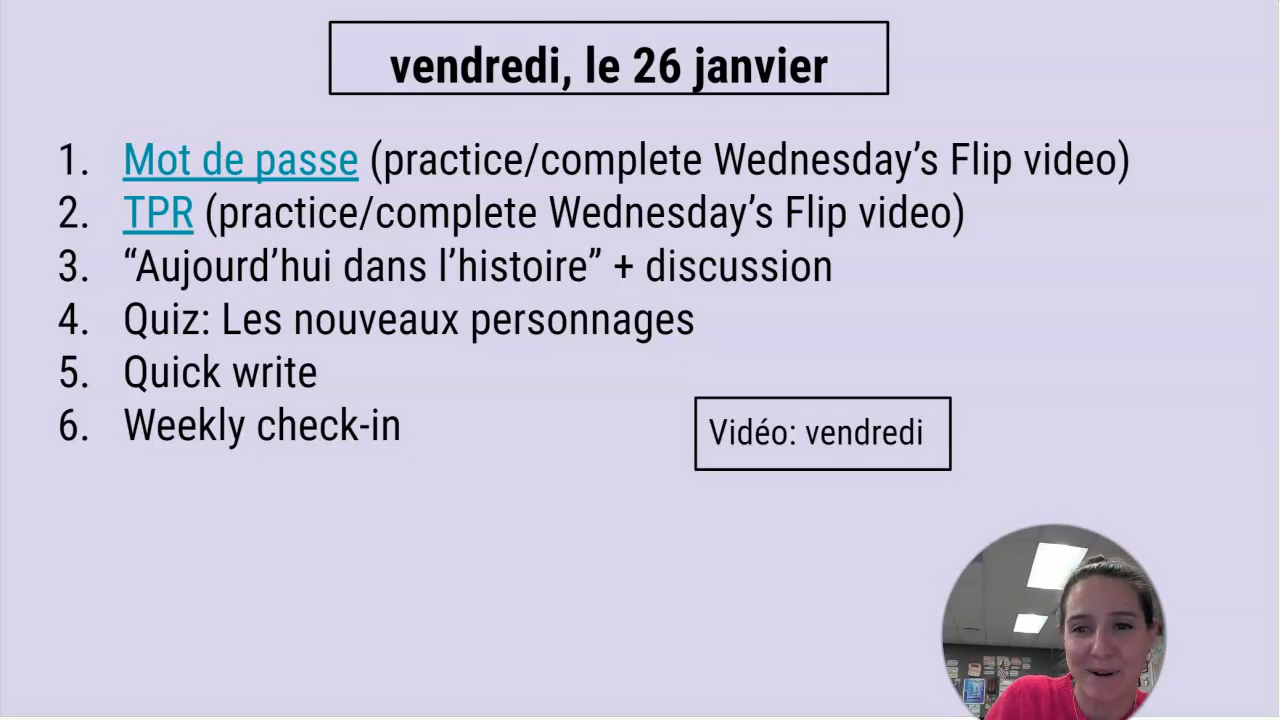 vendredi, le 26 janvier
1. Mot de passe (practice/complete Wednesday’s Flip video)
2. TPR (practice/complete Wednesday’s Flip video)
3. “Aujourd’hui dans l’histoire” + discussion
4. Quiz: Les nouveaux personnages
5. Quick write
6. Weekly check-in
Vidéo: vendredi